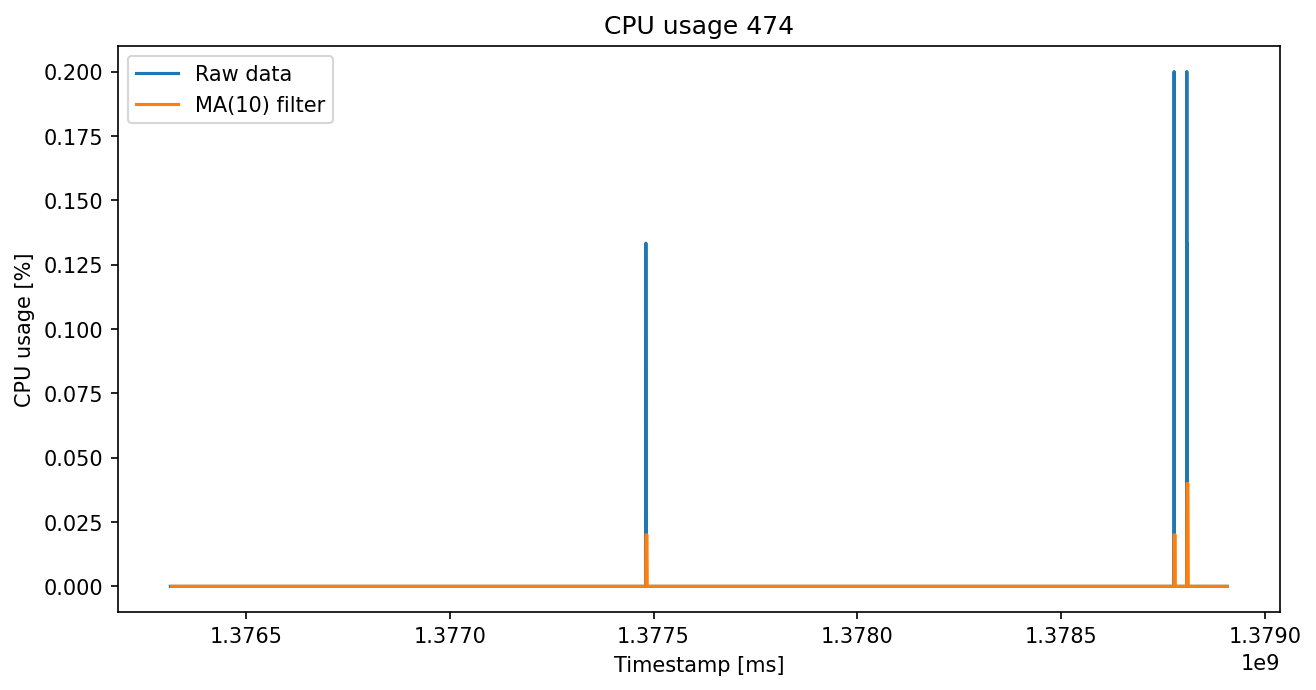 CPU usage 474
Raw data
MA(10) filter
CPU usage [%]
0.200
0.175
0.150
0.125
0.100
0.075
0.050
0.025
0.000
1.3765 1.3770 1.3775 1.3780 1.3785 1.3790
1e9
Timestamp [ms]